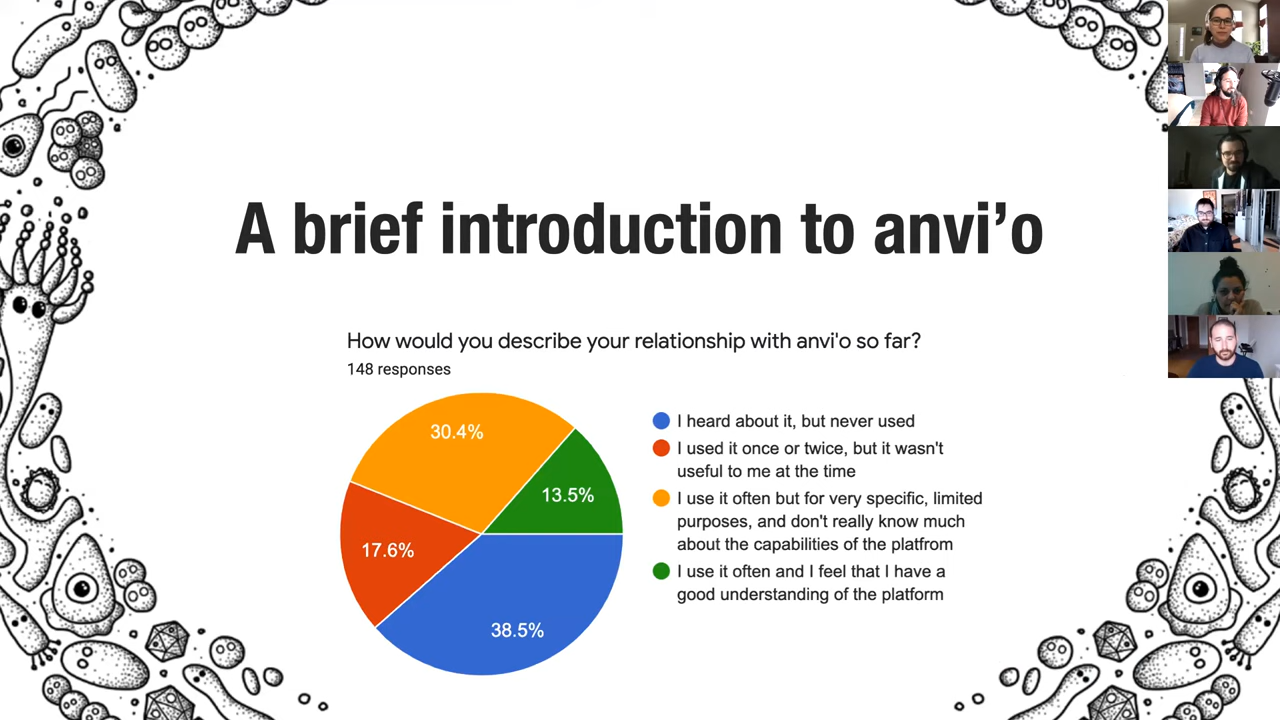 A brief introduction to anvi’o
How would you describe your relationship with anvi'o so far?
148 responses
30.4%
13.5%
17.6%
38.5%
I heard about it, but never used
I used it once or twice, but it wasn't
useful to me at the time
I use it often but for very specific, limited
purposes, and don't really know much
about the capabilities of the platfrom
I use it often and I feel that I have a
good understanding of the platform